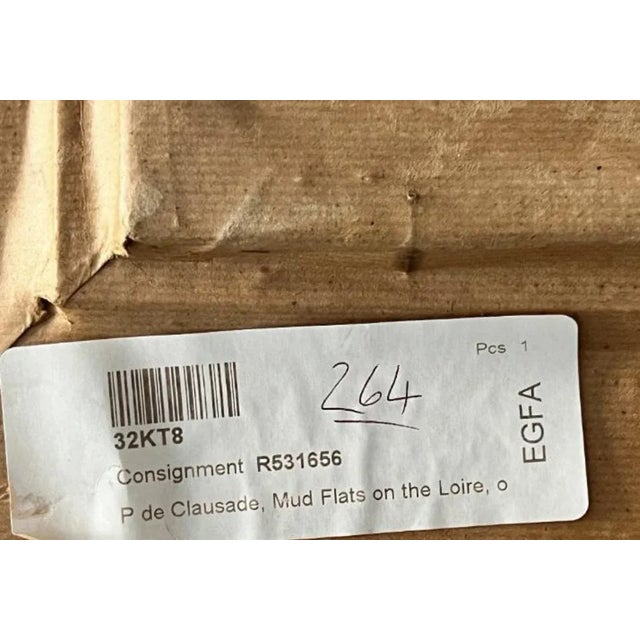 Pcs 1
264
32KT8
EGFA
Consignment R531656
P de Clausade, Mud Flats on the Loire, o